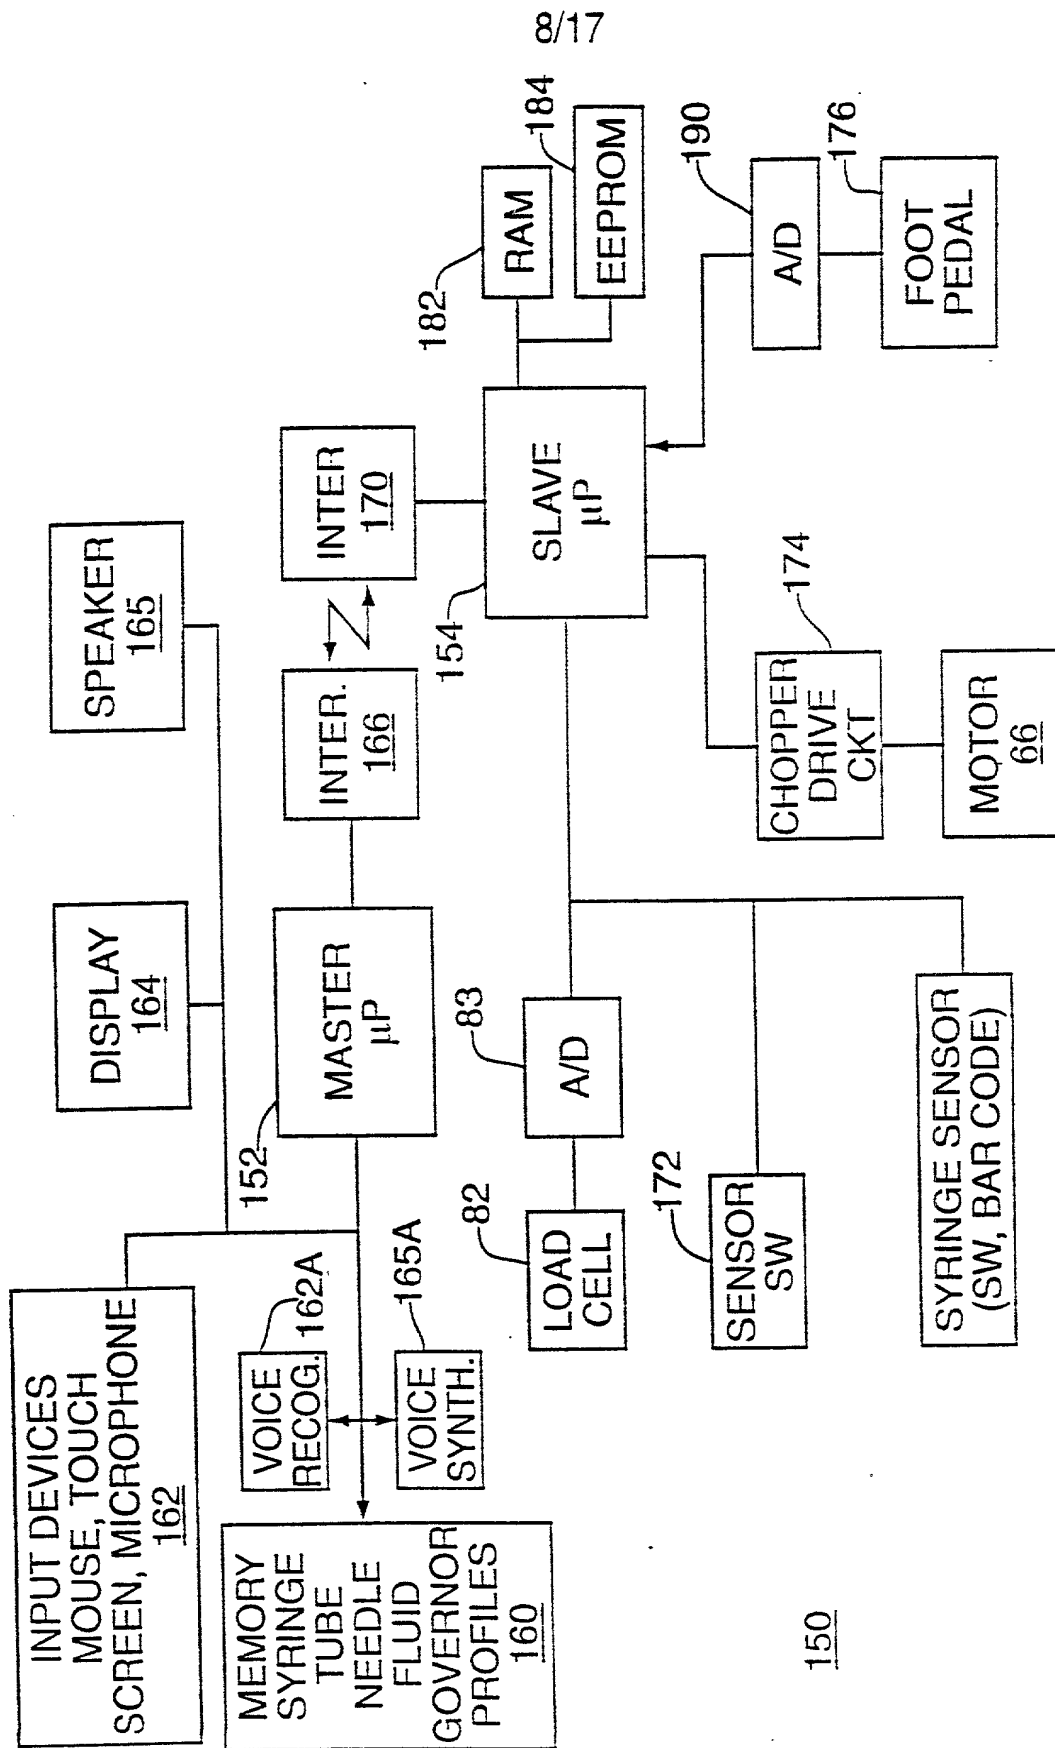 8/17
INPUT DEVICES
MOUSE, TOUCH
SCREEN, MICROPHONE
162
DISPLAY
164
SPEAKER
165
MEMORY
SYRINGE
TUBE
NEEDLE
FLUID
GOVERNOR
PROFILES
160
VOICE
RECOG.
162A
VOICE
SYNTH.
165A
152
MASTER
µP
INTER.
166
INTER
170
154
SLAVE
µP
182
RAM
184
EEPROM
82
LOAD
CELL
83
A/D
172
SENSOR
SW
SYRINGE SENSOR
(SW, BAR CODE)
174
CHOPPER
DRIVE
CKT
MOTOR
66
190
A/D
176
FOOT
PEDAL
150